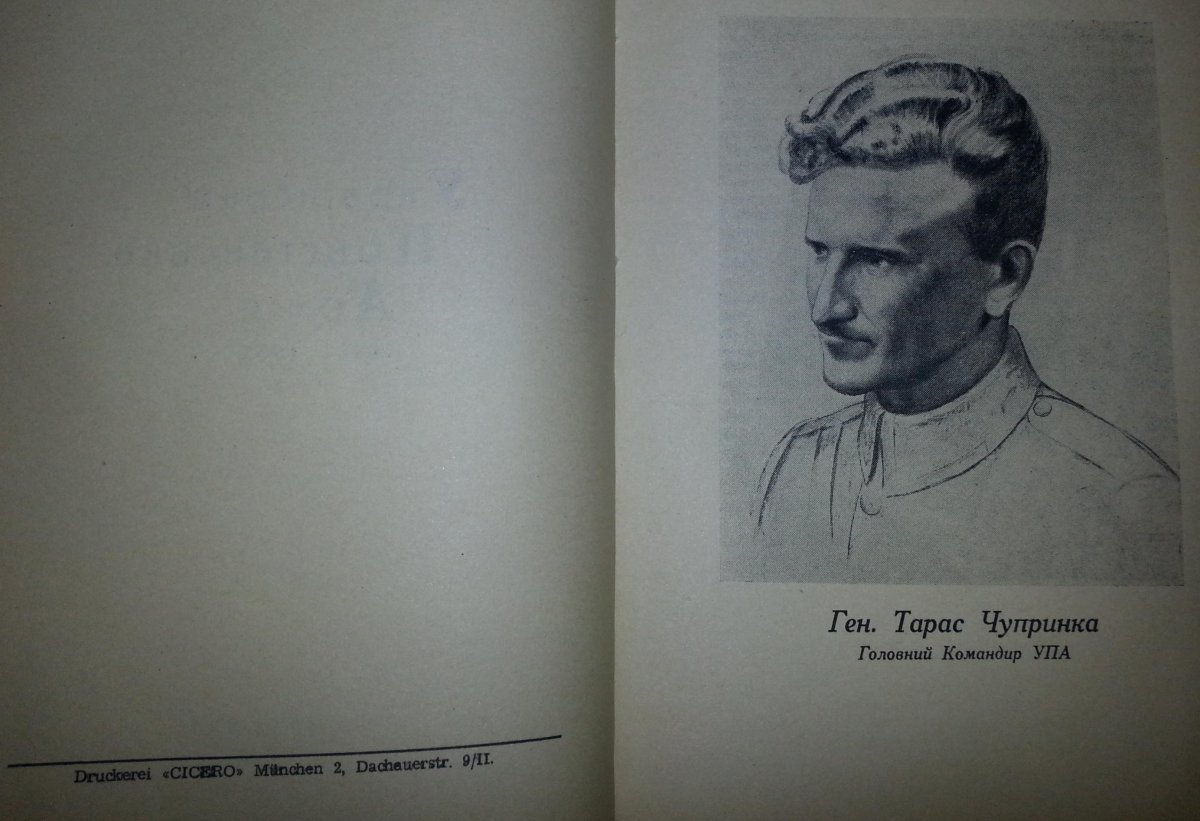 Druckerei «CICERO» München 2, Dachauerstr. 9/II.
Ген. Тарас Чупринка
Головний Командир УПА